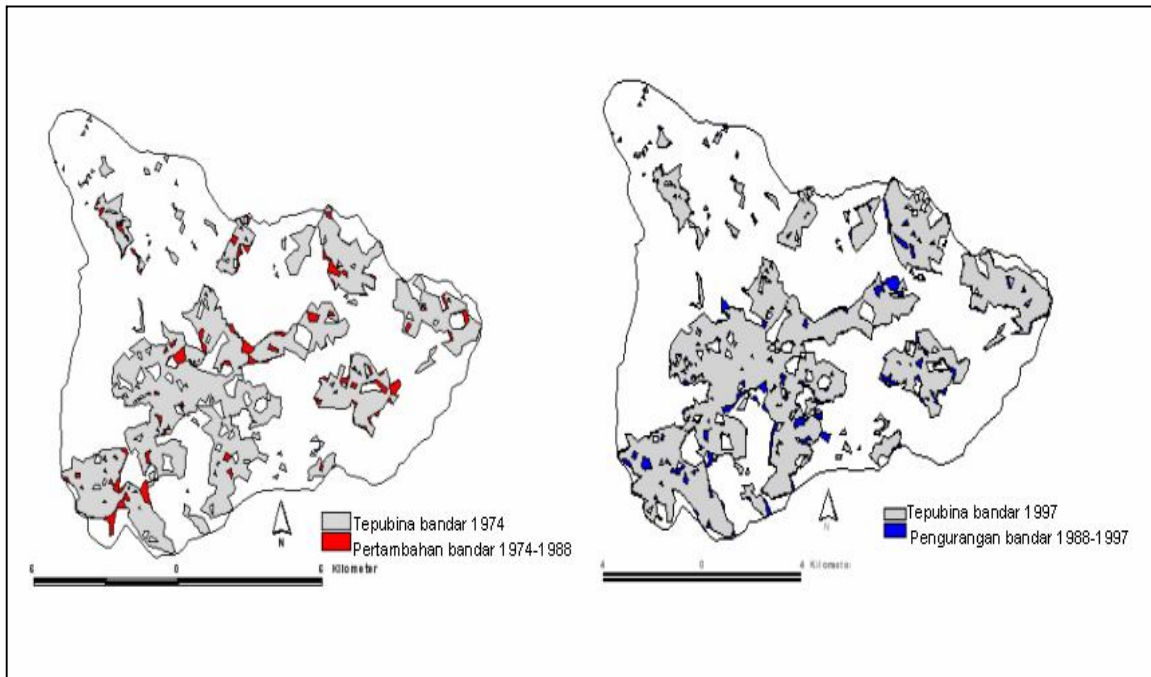 N
Tepubina bandar 1974
Pertambahan bandar 1974-1988
6 0 6 Kilometer
N
Tepubina bandar 1997
Pengurangan bandar 1988-1997
4 0 4 Kilometer